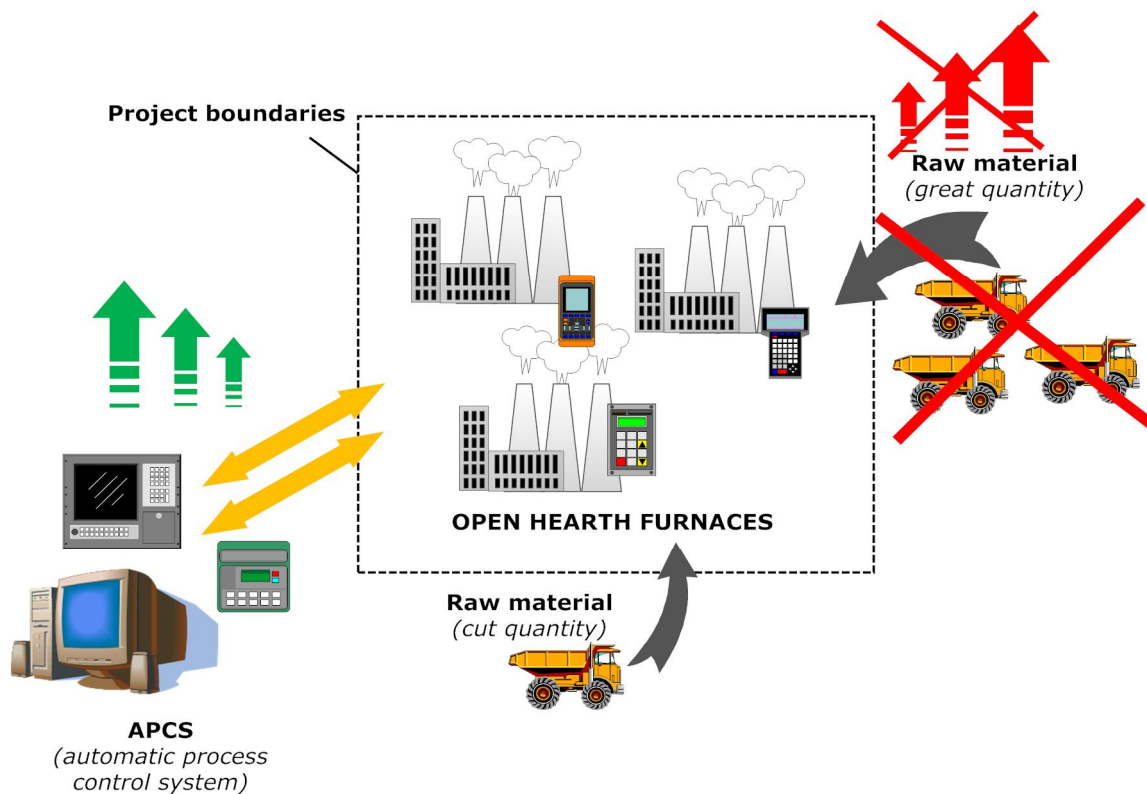 Project boundaries
Raw material
(great quantity)
OPEN HEARTH FURNACES
Raw material
(cut quantity)
APCS
(automatic process
control system)